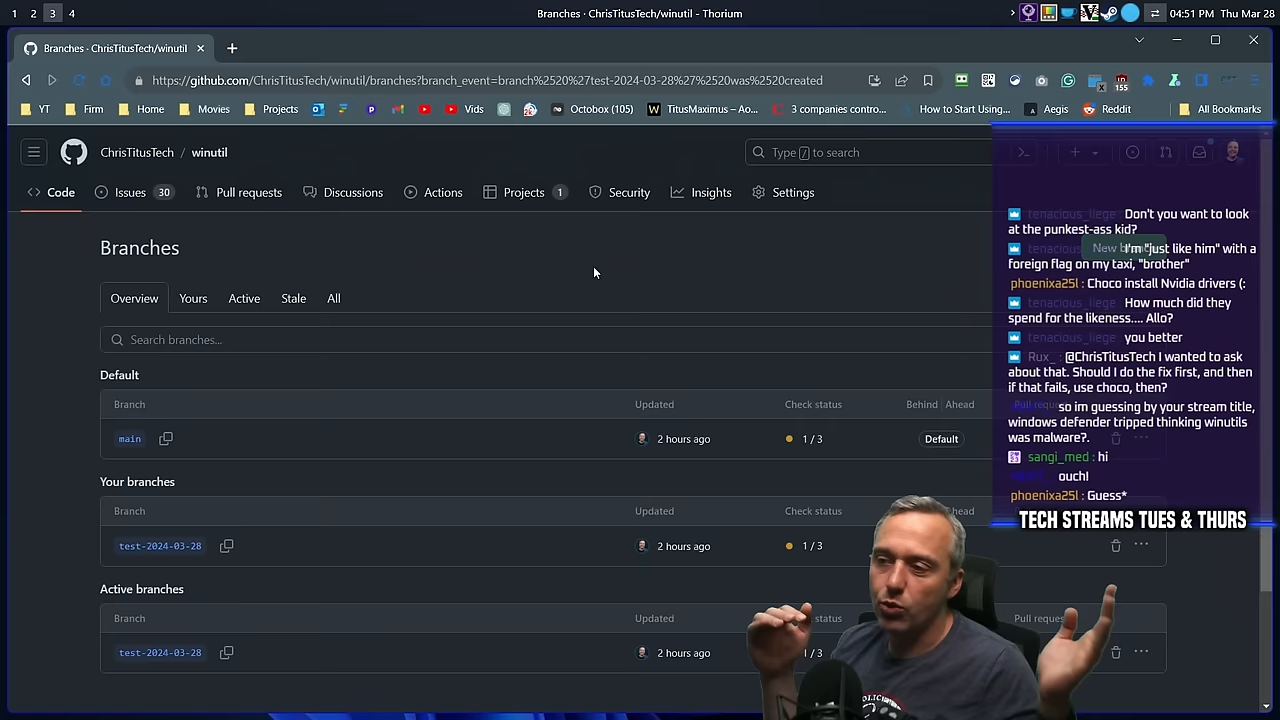 1 2 3 4
Branches · ChrisTitusTech/winutil - Thorium
04:51 PM Thu Mar 28
Branches · ChrisTitusTech/winutil
https://github.com/ChrisTitusTech/winutil/branches?branch_event=branch%2520%27test-2024-03-28%27%2520was%2520created
155
YT Firm Home Movies Projects Vids Octobox (105) TitusMaximus – Ao... 3 companies contro... How to Start Using... Aegis Reddit All Bookmarks
ChrisTitusTech / winutil
Type / to search
Code Issues 30 Pull requests Discussions Actions Projects 1 Security Insights Settings
Branches
Overview Yours Active Stale All
Search branches...
Default
Branch Updated Check status Behind Ahead
main 2 hours ago 1 / 3 Default
Your branches
Branch Updated Check status
test-2024-03-28 2 hours ago 1 / 3
Active branches
Branch Updated status Pull reque
test-2024-03-28 2 hours ago 1 / 3
tenacious_liege Don't you want to look
at the punkest-ass kid?
tenacious I'm "just like him" with a
foreign flag on my taxi, "brother"
phoenixa25l : Choco install Nvidia drivers (:
tenacious_liege How much did they
spend for the likeness.... Allo?
tenacious_liege you better
Rux_ : @ChrisTitusTech I wanted to ask
about that. Should I do the fix first, and then
if that fails, use choco, then?
so im guessing by your stream title,
windows defender tripped thinking winutils
was malware?.
sangi_med : hi
ouch!
phoenixa25l : Guess*
TECH STREAMS TUES & THURS